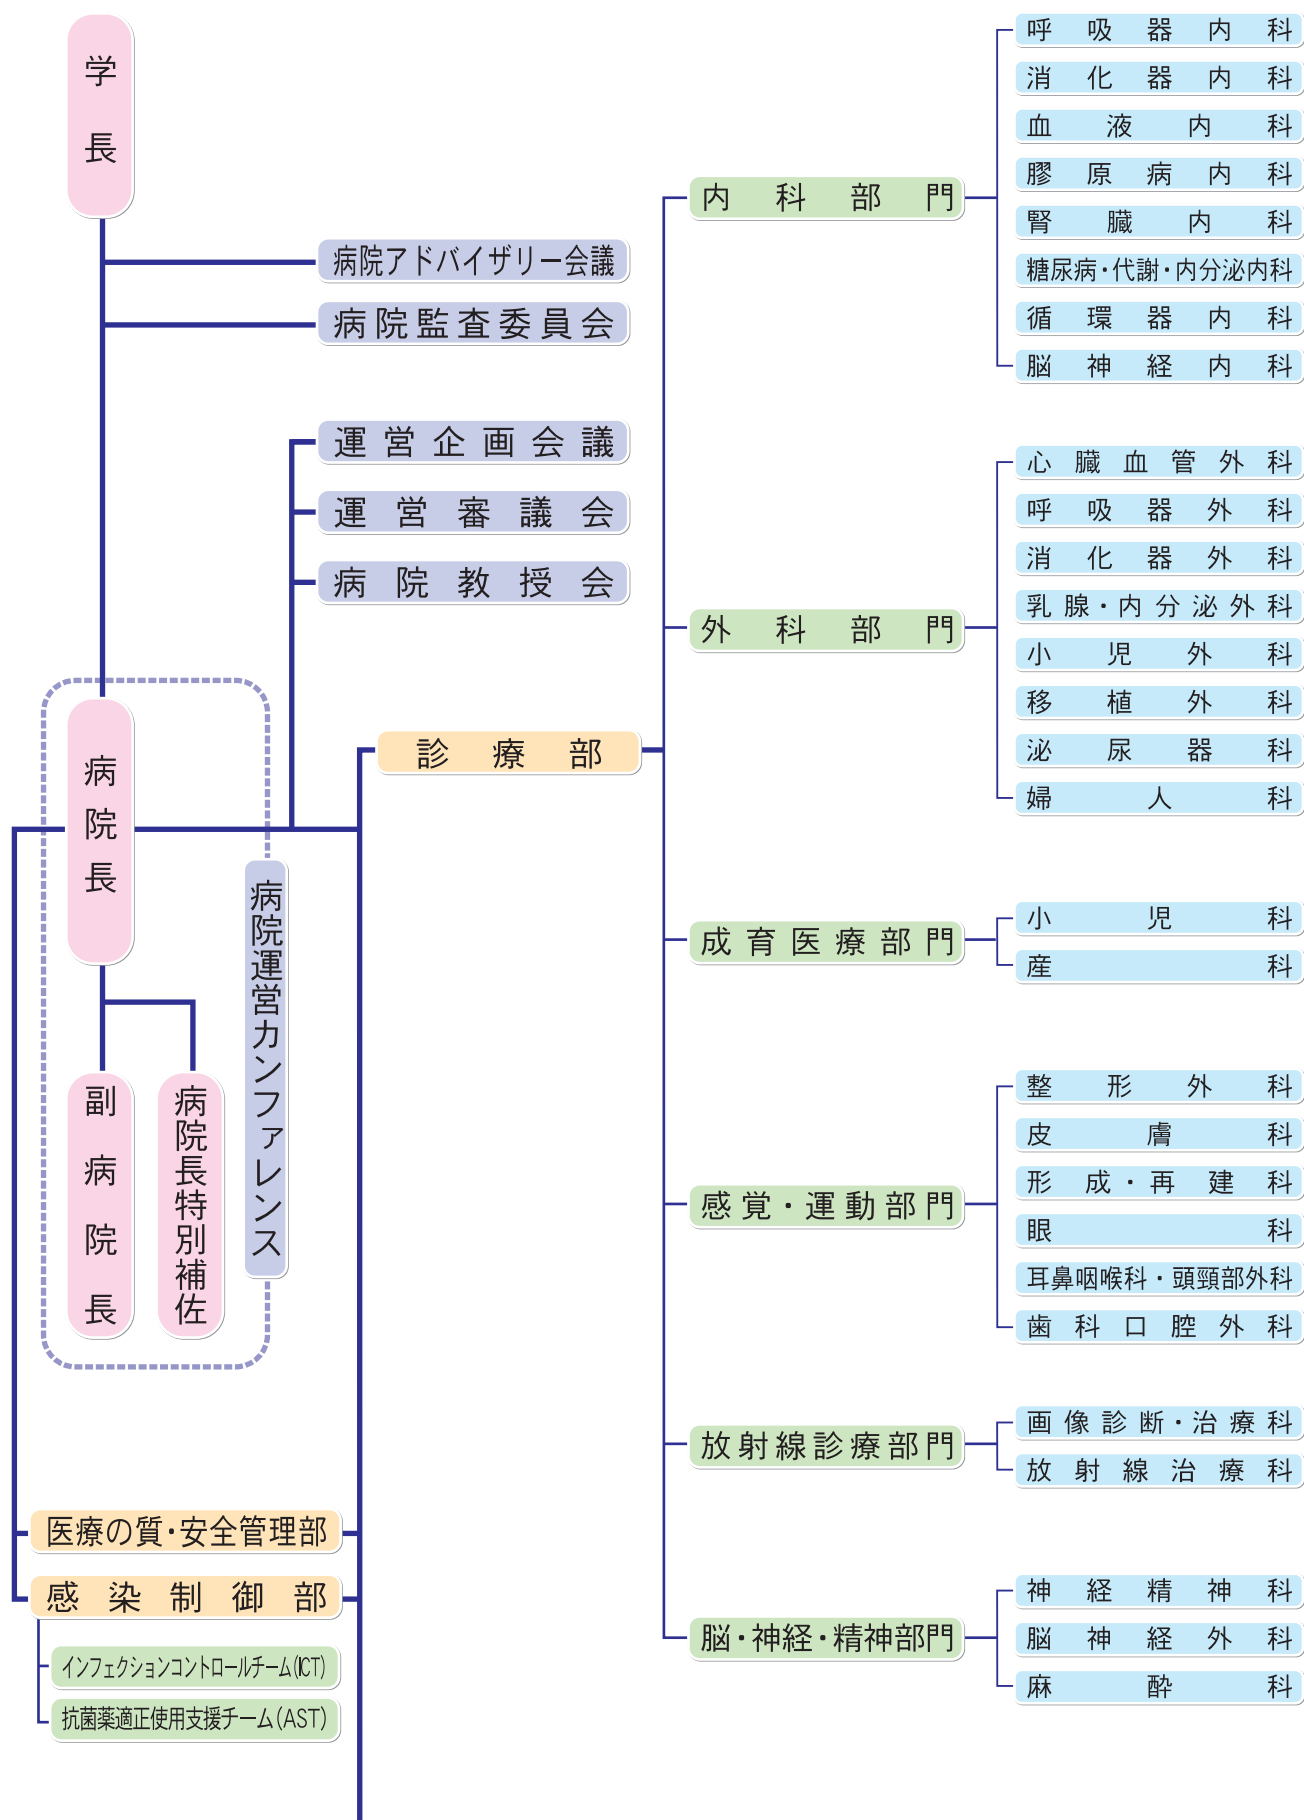 学長
病院アドバイザリー会議
病院監査委員会
運営企画会議
運営審議会
病院教授会
病院長
病院運営カンファレンス
副病院長
病院長特別補佐
医療の質・安全管理部
感染制御部
インフェクションコントロールチーム(ICT)
抗菌薬適正使用支援チーム(AST)
診療部
内科部門
呼吸器内科
消化器内科
血液内科
膠原病内科
腎臓内科
糖尿病・代謝・内分泌内科
循環器内科
脳神経内科
外科部門
心臓血管外科
呼吸器外科
消化器外科
乳腺・内分泌外科
小児外科
移植外科
泌尿器科
婦人科
成育医療部門
小児科
産科
感覚・運動部門
整形外科
皮膚科
形成・再建科
眼科
耳鼻咽喉科・頭頸部外科
歯科口腔外科
放射線診療部門
画像診断・治療科
放射線治療科
脳・神経・精神部門
神経精神科
脳神経外科
麻酔科